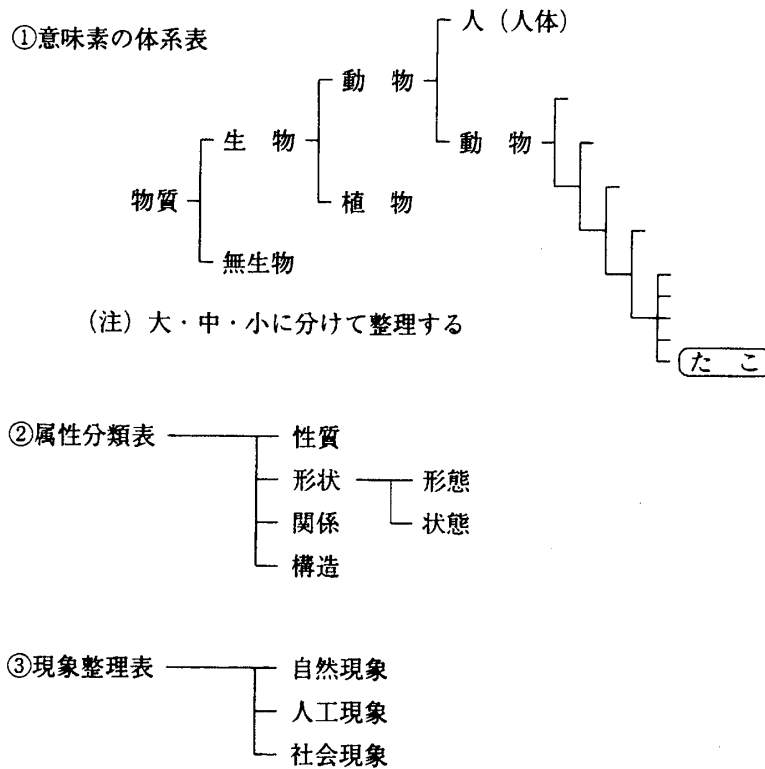 ①意味素の体系表
人（人体）
動　物
生　物
動　物
物質
植　物
無生物
（注）大・中・小に分けて整理する
た　こ
②属性分類表
性質
形状
形態
関係
状態
構造
③現象整理表
自然現象
人工現象
社会現象